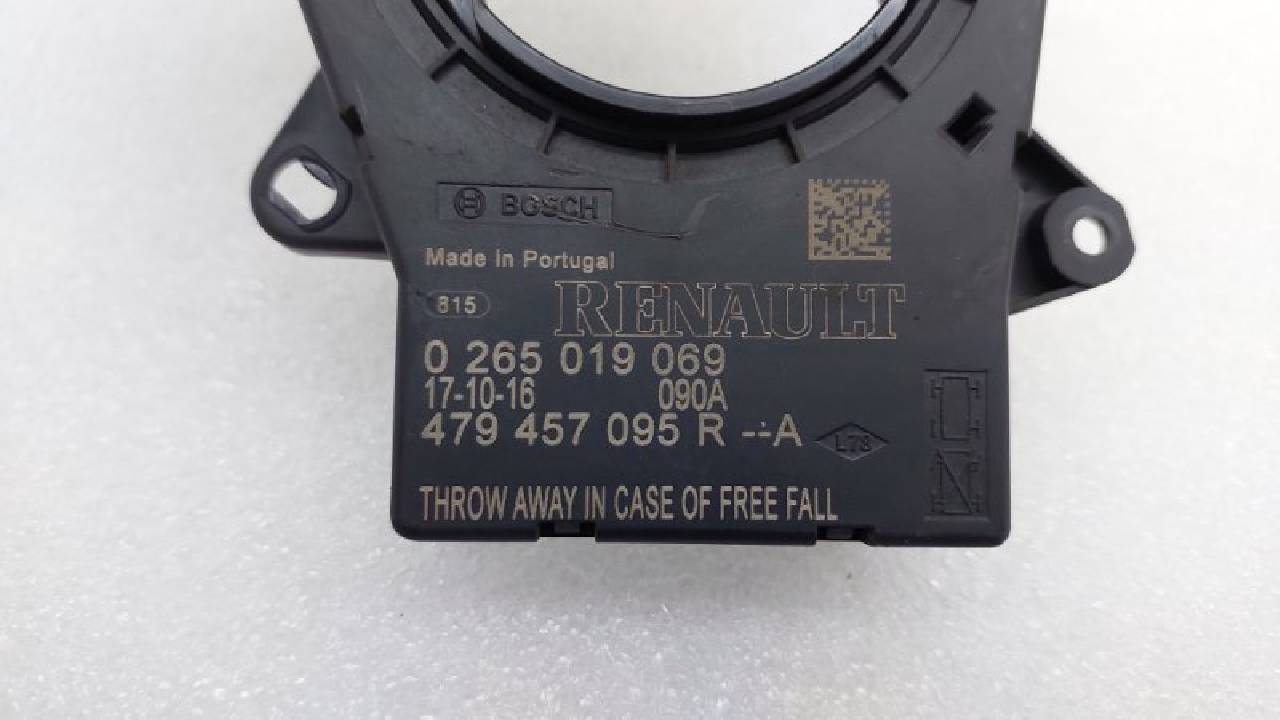 BOSCH
Made in Portugal
815
RENAULT
0 265 019 069
17-10-16 090A
479 457 095 R --A
L78
THROW AWAY IN CASE OF FREE FALL